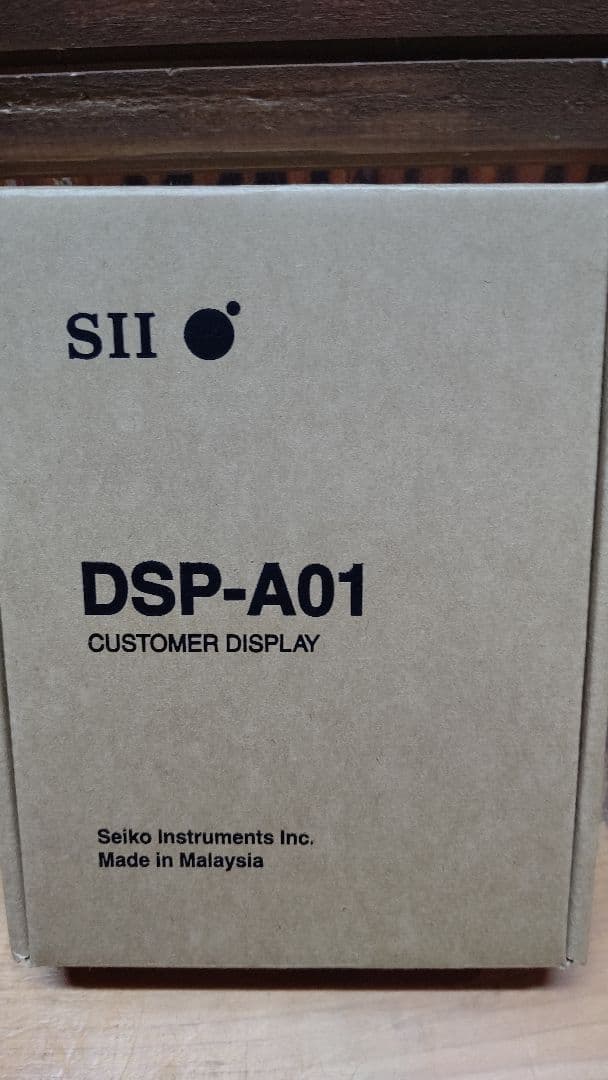 SII
DSP-A01
CUSTOMER DISPLAY
Seiko Instruments Inc.
Made in Malaysia